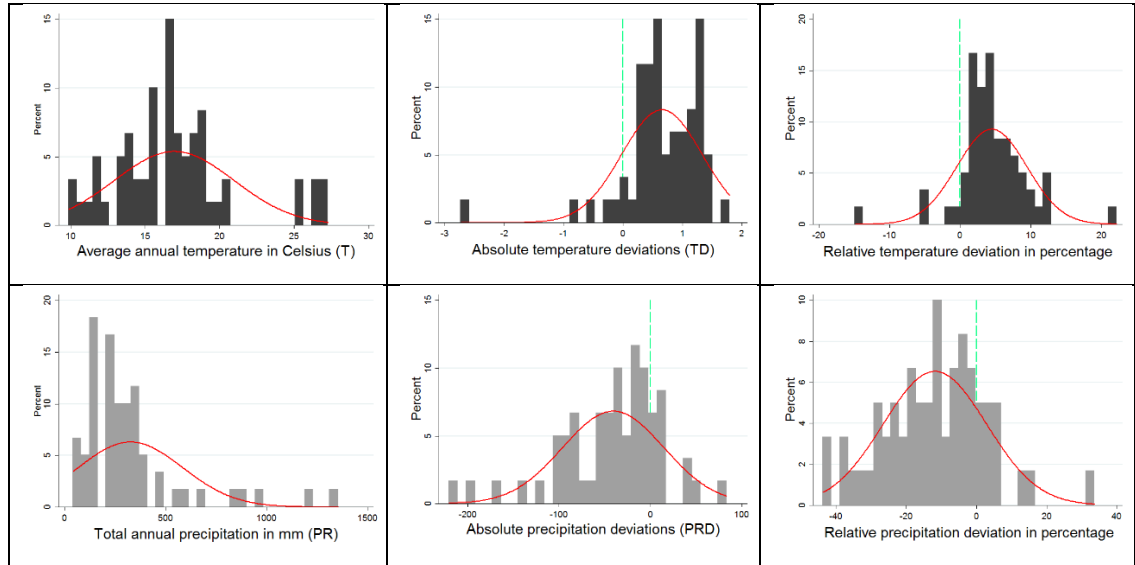 15
10
5
0
Percent
10 15 20 25 30
Average annual temperature in Celsius (T)
15
10
5
0
Percent
-3 -2 -1 0 1 2
Absolute temperature deviations (TD)
20
15
10
5
0
Percent
-20 -10 0 10 20
Relative temperature deviation in percentage
20
15
10
5
0
Percent
0 500 1000 1500
Total annual precipitation in mm (PR)
15
10
5
0
Percent
-200 -100 0 100
Absolute precipitation deviations (PRD)
10
8
6
4
2
0
Percent
-40 -20 0 20 40
Relative precipitation deviation in percentage